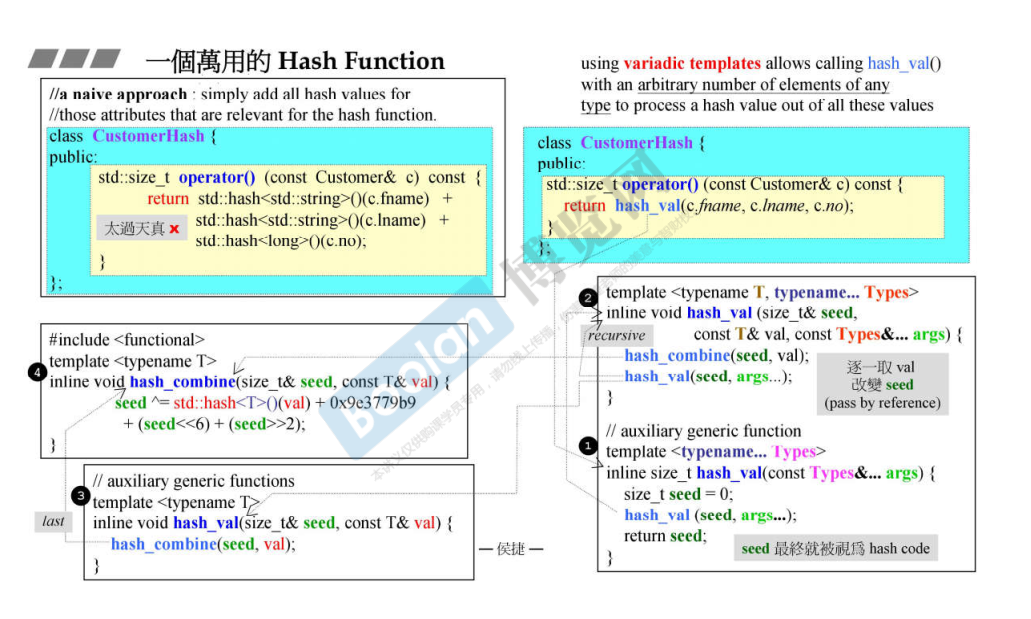 一個萬用的 Hash Function
//a naive approach : simply add all hash values for
//those attributes that are relevant for the hash function.
class CustomerHash {
public:
std::size_t operator() (const Customer& c) const {
return std::hash<std::string>()(c.fname) +
太過天真 ✖ std::hash<std::string>()(c.lname) +
std::hash<long>()(c.no);
}
};
using variadic templates allows calling hash_val()
with an arbitrary number of elements of any
type to process a hash value out of all these values
class CustomerHash {
public:
std::size_t operator() (const Customer& c) const {
return hash_val(c.fname, c.lname, c.no);
}
};
❹
#include <functional>
template <typename T>
inline void hash_combine(size_t& seed, const T& val) {
seed ^= std::hash<T>()(val) + 0x9e3779b9
+ (seed<<6) + (seed>>2);
}
❸
last
// auxiliary generic functions
template <typename T>
inline void hash_val(size_t& seed, const T& val) {
hash_combine(seed, val);
}
— 侯捷 —
❷
template <typename T, typename... Types>
inline void hash_val (size_t& seed,
recursive const T& val, const Types&... args) {
hash_combine(seed, val);
hash_val(seed, args...);
}
逐一取 val
改變 seed
(pass by reference)
❶
// auxiliary generic function
template <typename... Types>
inline size_t hash_val(const Types&... args) {
size_t seed = 0;
hash_val (seed, args...);
return seed;
}
seed 最終就被視為 hash code
boolan
博览网